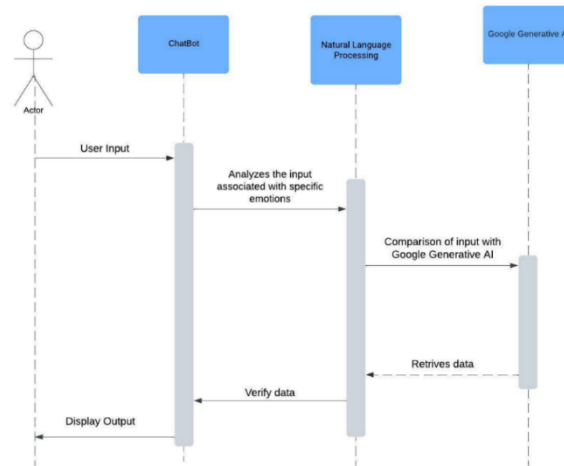 ChatBot
Natural Language
Processing
Google Generative A
Actor
User Input
Analyzes the input
associated with specific
emotions
Comparison of input with
Google Generative AI
Retrives data
Verify data
Display Output